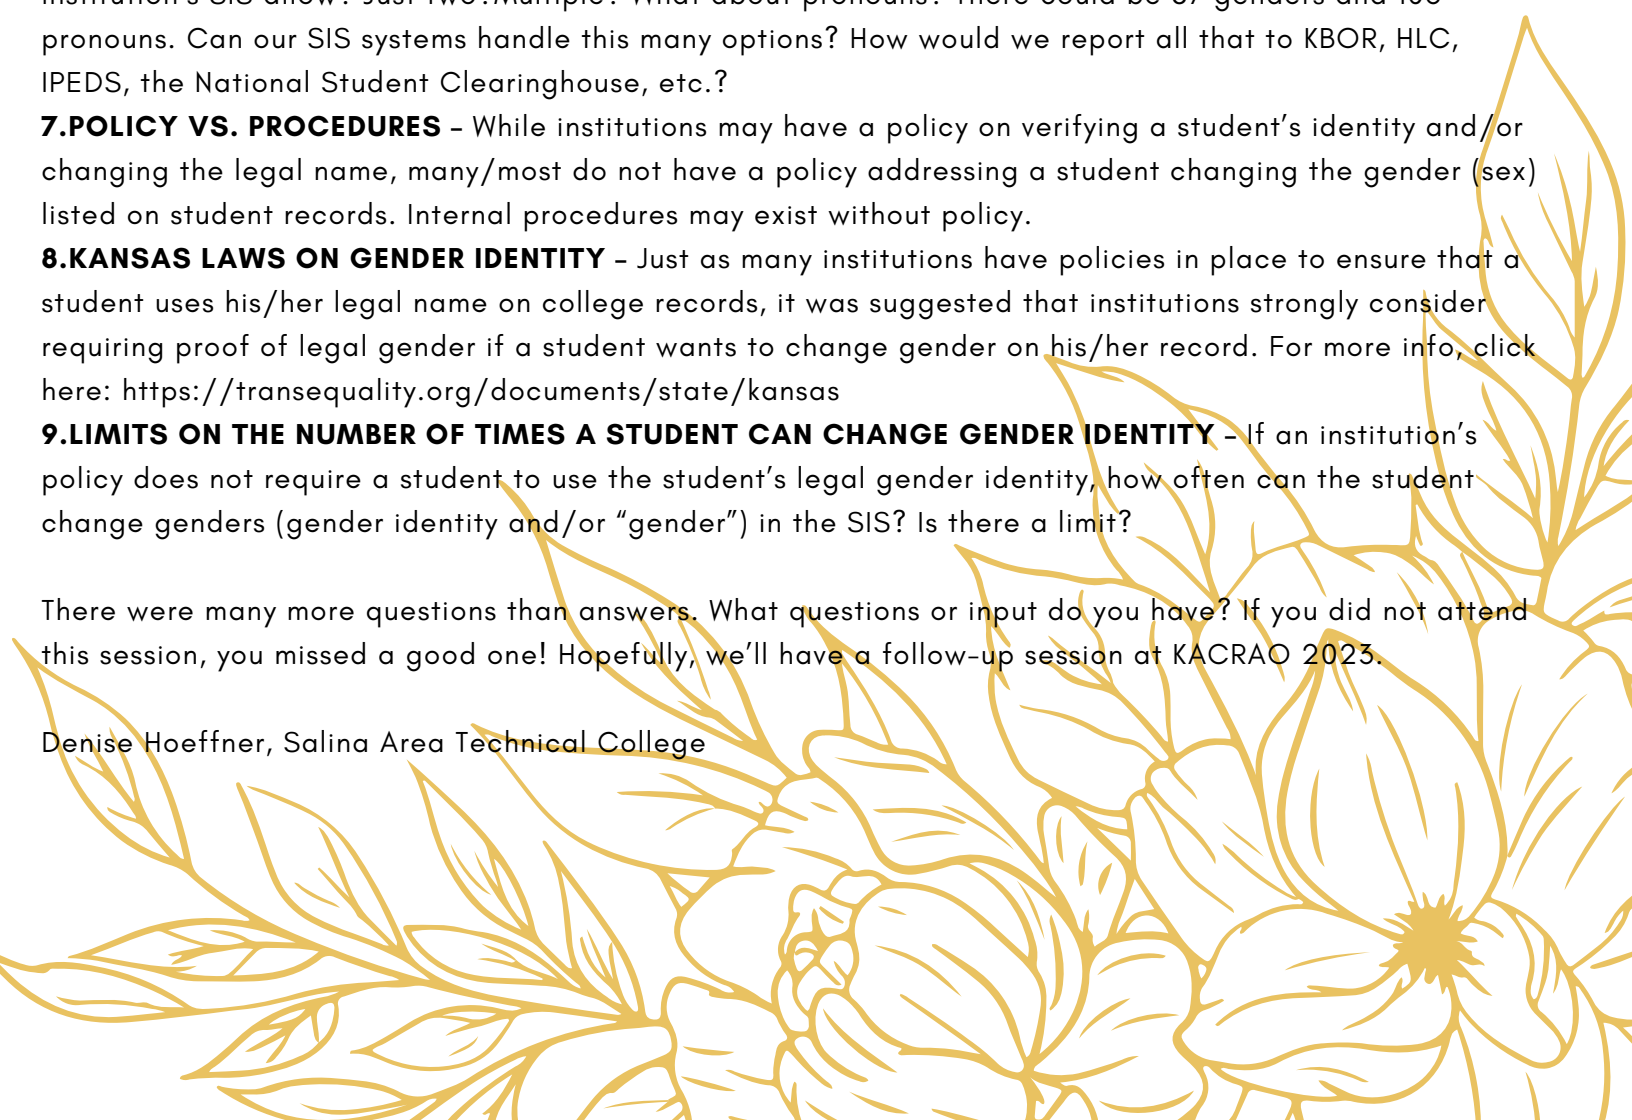 pronouns. Can our SIS systems handle this many options? How would we report all that to KBOR, HLC,
IPEDS, the National Student Clearinghouse, etc.?
7.POLICY VS. PROCEDURES – While institutions may have a policy on verifying a student’s identity and/or
changing the legal name, many/most do not have a policy addressing a student changing the gender (sex)
listed on student records. Internal procedures may exist without policy.
8.KANSAS LAWS ON GENDER IDENTITY – Just as many institutions have policies in place to ensure that a
student uses his/her legal name on college records, it was suggested that institutions strongly consider
requiring proof of legal gender if a student wants to change gender on his/her record. For more info, click
here: https://transequality.org/documents/state/kansas
9.LIMITS ON THE NUMBER OF TIMES A STUDENT CAN CHANGE GENDER IDENTITY – If an institution’s
policy does not require a student to use the student’s legal gender identity, how often can the student
change genders (gender identity and/or “gender”) in the SIS? Is there a limit?
There were many more questions than answers. What questions or input do you have? If you did not attend
this session, you missed a good one! Hopefully, we’ll have a follow-up session at KACRAO 2023.
Denise Hoeffner, Salina Area Technical College